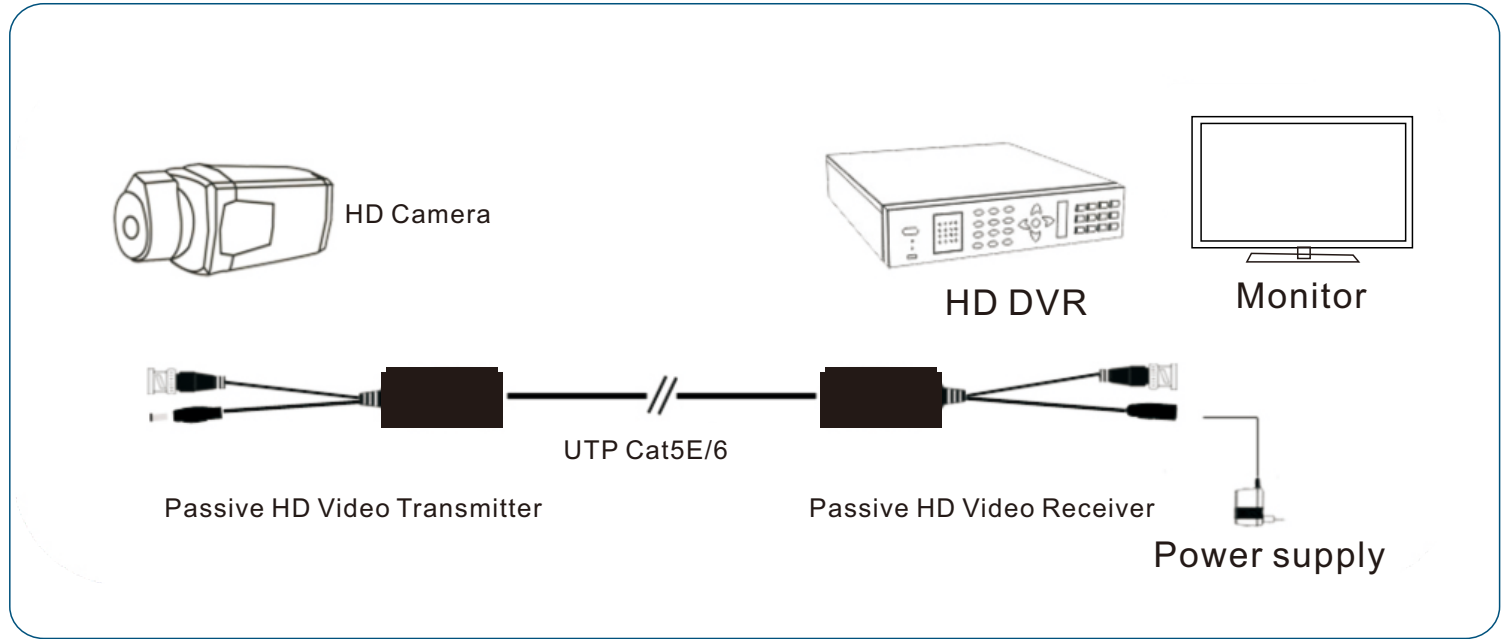 HD Camera
HD DVR
Monitor
UTP Cat5E/6
Passive HD Video Transmitter
Passive HD Video Receiver
Power supply